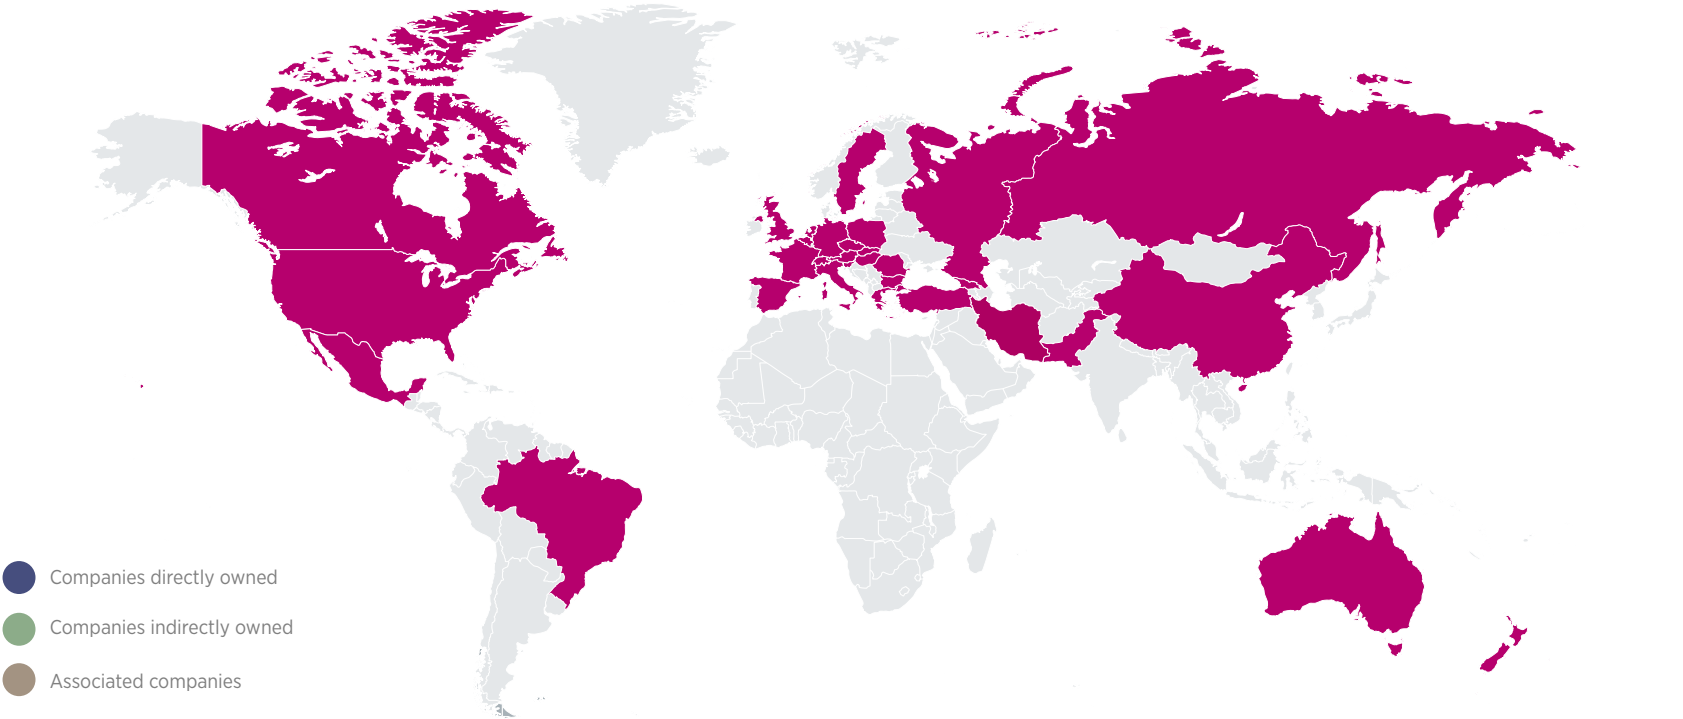 Companies directly owned
Companies indirectly owned
Associated companies